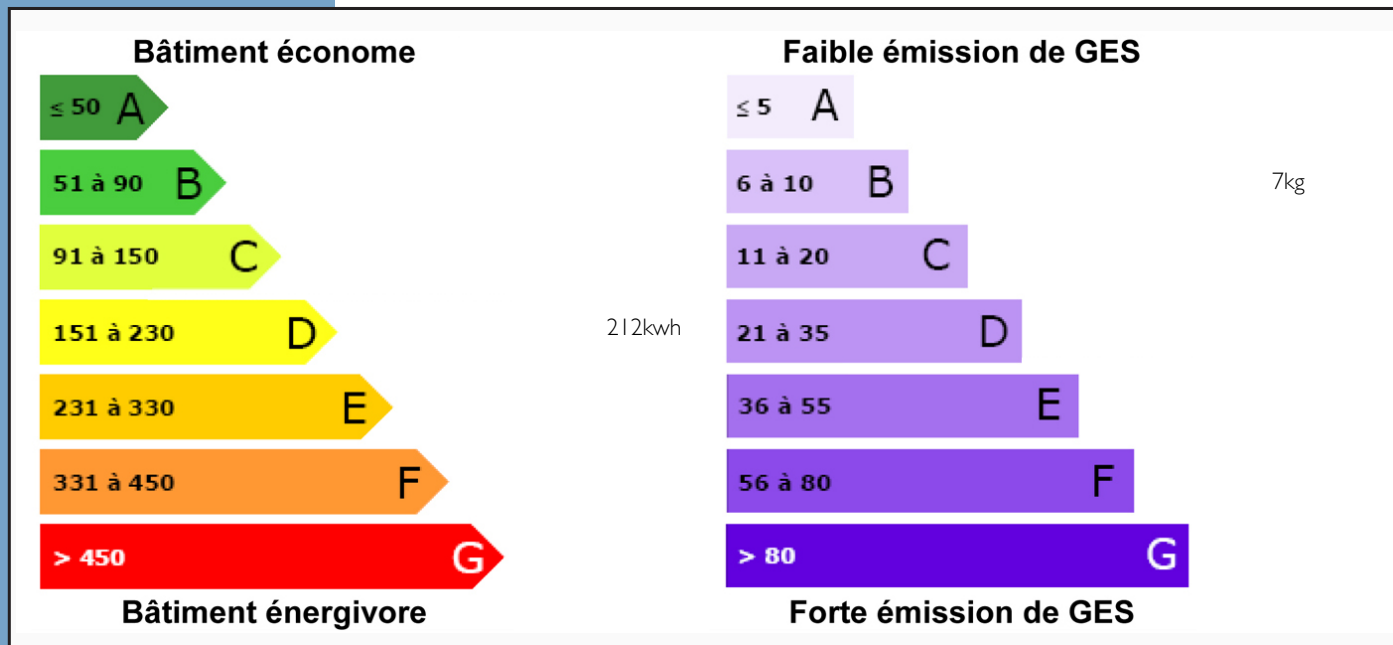 Bâtiment économe
≤ 50 A
51 à 90 B
91 à 150 C
151 à 230 D
212kwh
231 à 330 E
331 à 450 F
> 450 G
Bâtiment énergivore
Faible émission de GES
≤ 5 A
6 à 10 B
7kg
11 à 20 C
21 à 35 D
36 à 55 E
56 à 80 F
> 80 G
Forte émission de GES